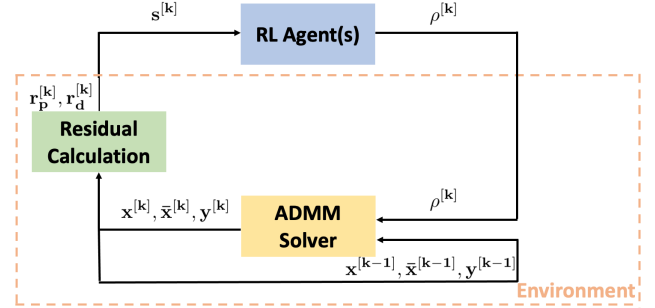 s^[k]
ρ^[k]
RL Agent(s)
r_p^[k], r_d^[k]
Residual
Calculation
x^[k], x̄^[k], y^[k]
ADMM
Solver
ρ^[k]
x^[k−1], x̄^[k−1], y^[k−1]
Environment